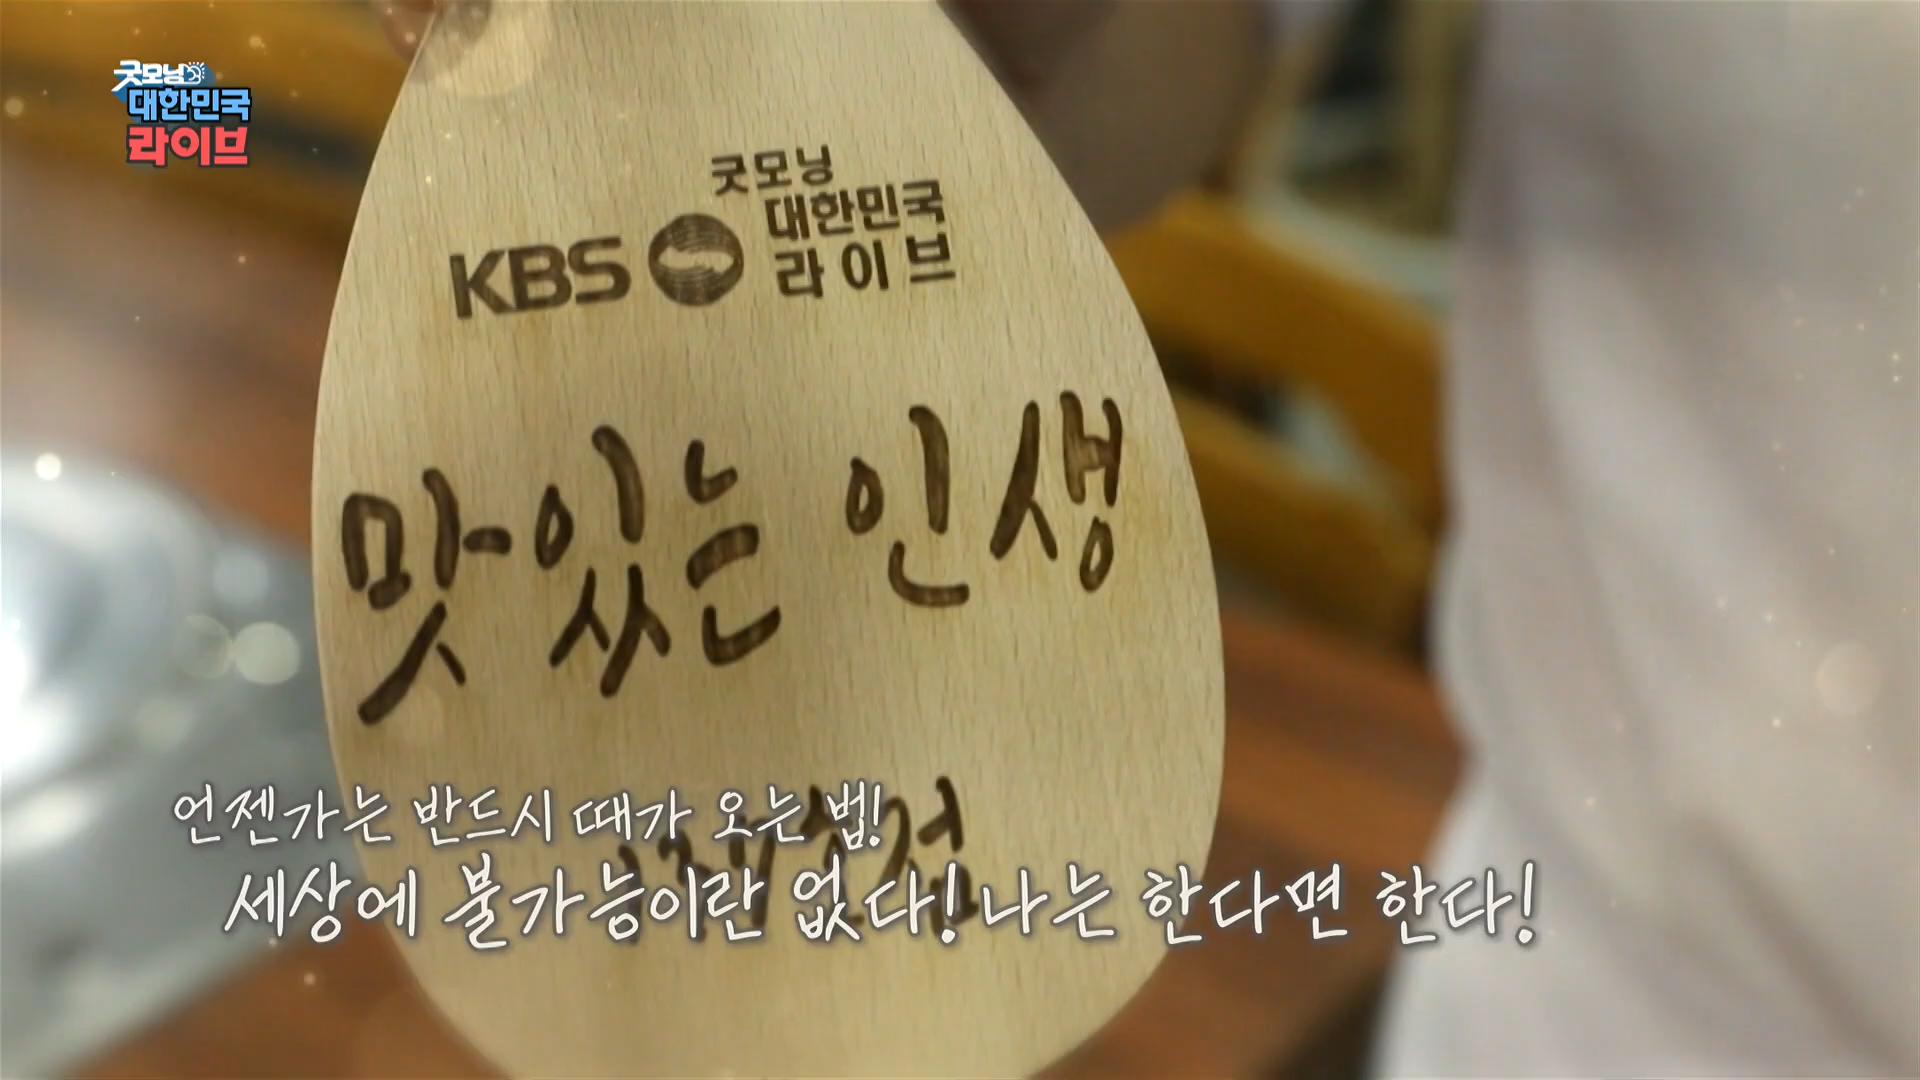 굿모닝
대한민국
라이브
굿모닝
대한민국
KBS 라이브
맛있는 인생
언젠가는 반드시 때가 오는 법!
세상에 불가능이란 없다! 나는 한다면 한다!